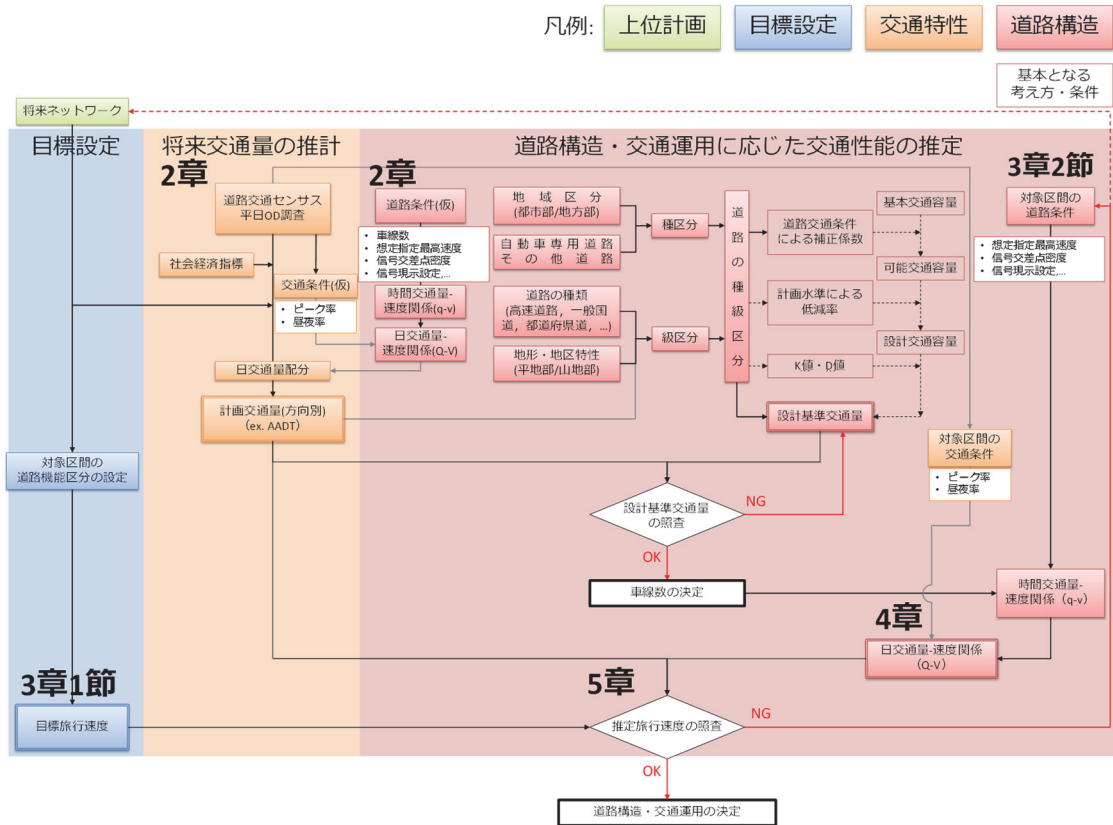 凡例:
上位計画
目標設定
交通特性
道路構造
基本となる
考え方・条件
将来ネットワーク
目標設定
将来交通量の推計
道路構造・交通運用に応じた交通性能の推定
2章
2章
3章2節
道路交通センサス
平日OD調査
社会経済指標
交通条件(仮)
• ピーク率
• 昼夜率
日交通量配分
計画交通量(方向別)
(ex. AADT)
道路条件(仮)
• 車線数
• 想定指定最高速度
• 信号交差点密度
• 信号現示設定,...
時間交通量-
速度関係(q-v)
日交通量-
速度関係(Q-V)
地 域 区 分
(都市部/地方部)
自動車専用道路
そ の 他 道 路
種区分
道路の種類
(高速道路，一般国
道，都道府県道，...)
地形・地区特性
(平地部/山地部)
級区分
道路の種級区分
道路交通条件
による補正係数
計画水準による
低減率
K値・D値
基本交通容量
可能交通容量
設計交通容量
設計基準交通量
対象区間の
道路条件
• 想定指定最高速度
• 信号交差点密度
• 信号現示設定,...
対象区間の
交通条件
• ピーク率
• 昼夜率
対象区間の
道路機能区分の設定
設計基準交通量
の照査
NG
OK
車線数の決定
時間交通量-
速度関係（q-v）
4章
日交通量-速度関係
（Q-V）
3章1節
目標旅行速度
5章
推定旅行速度の照査
NG
OK
道路構造・交通運用の決定